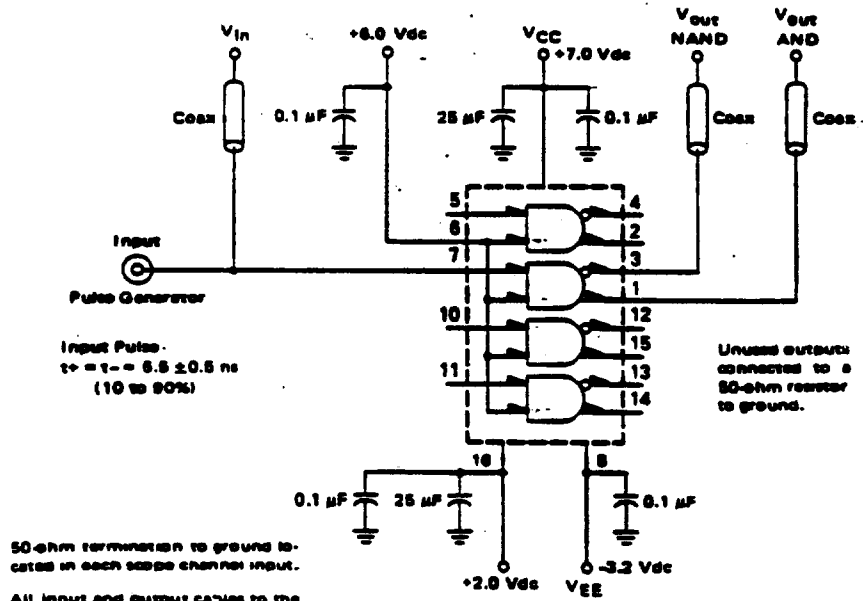 Vin
+6.0 Vdc
VCC
+7.0 Vdc
Vout
NAND
Vout
AND
Coax
0.1 µF
25 µF
0.1 µF
Coax
Coax
5
4
6
2
Input
7
3
Pulse Generator
1
10
12
Input Pulse
t+ = t- = 5.5 ±0.5 ns
(10 to 90%)
15
11
13
14
Unused outputs
connected to a
50-ohm resistor
to ground.
16
8
0.1 µF
25 µF
0.1 µF
50-ohm termination to ground lo-
cated in each scope channel input.
+2.0 Vdc
VEE
-3.2 Vdc
All input and output cables to the